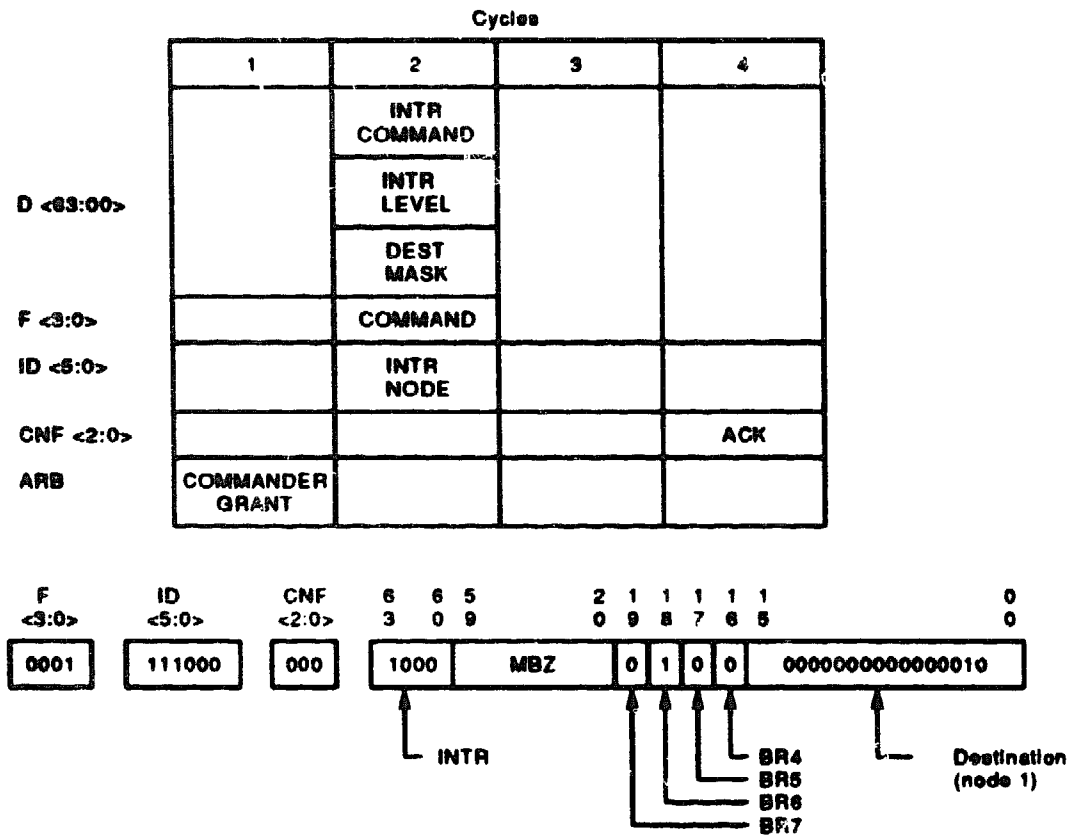 Cycles
1 2 3 4
INTR
COMMAND
D <63:00>
INTR
LEVEL
DEST
MASK
F <3:0>
COMMAND
ID <5:0>
INTR
NODE
CNF <2:0>
ACK
ARB
COMMANDER
GRANT
F ID CNF 6 6 5 2 1 1 1 1 1 0
<3:0> <5:0> <2:0> 3 0 9 0 9 8 7 6 5 0
0001 111000 000 1000 MBZ 0 1 0 0 0000000000000010
INTR
BR4
BR5
BR6
BR7
Destination
(node 1)